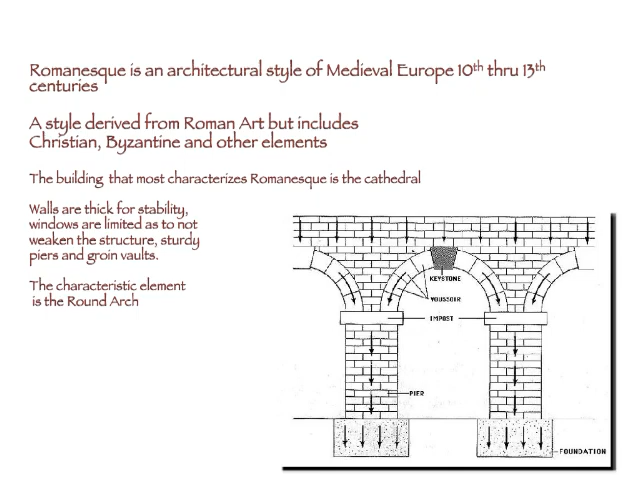 Romanesque is an architectural style of Medieval Europe 10th thru 13th
centuries
A style derived from Roman Art but includes
Christian, Byzantine and other elements
The building that most characterizes Romanesque is the cathedral
Walls are thick for stability,
windows are limited as to not
weaken the structure, sturdy
piers and groin vaults.
The characteristic element
is the Round Arch
KEYSTONE
VOUSSOIR
IMPOST
PIER
FOUNDATION